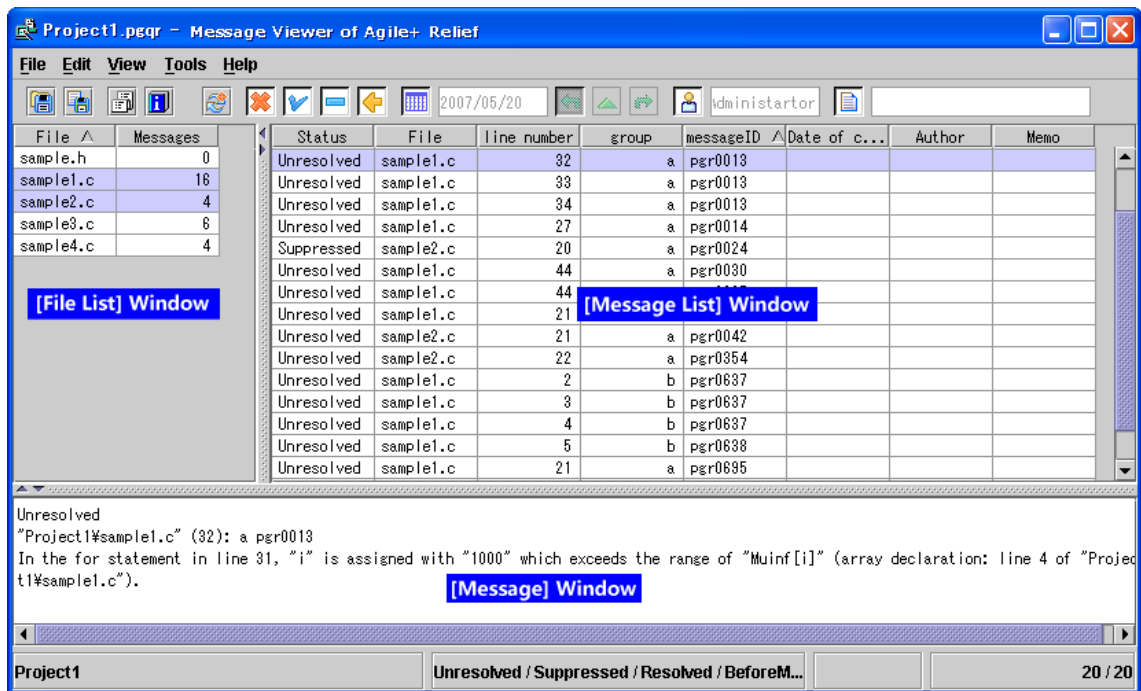 Project1.pgqr - Message Viewer of Agile+ Relief
File Edit View Tools Help
2007/05/20 Administartor
File Messages Status File line number group messageID Date of c... Author Memo
sample.h 0
sample1.c 16
sample2.c 4
sample3.c 6
sample4.c 4
[File List] Window
Unresolved sample1.c 32 a pgr0013
Unresolved sample1.c 33 a pgr0013
Unresolved sample1.c 34 a pgr0013
Unresolved sample1.c 27 a pgr0014
Suppressed sample2.c 20 a pgr0024
Unresolved sample1.c 44 a pgr0030
Unresolved sample1.c 44
[Message List] Window
Unresolved sample1.c 21
Unresolved sample2.c 21 a pgr0042
Unresolved sample2.c 22 a pgr0354
Unresolved sample1.c 2 b pgr0637
Unresolved sample1.c 3 b pgr0637
Unresolved sample1.c 4 b pgr0637
Unresolved sample1.c 5 b pgr0638
Unresolved sample1.c 21 a pgr0695
Unresolved
"Project1¥sample1.c" (32): a pgr0013
In the for statement in line 31, "i" is assigned with "1000" which exceeds the range of "Muinf[i]" (array declaration: line 4 of "Projec
t1¥sample1.c").
[Message] Window
Project1 Unresolved / Suppressed / Resolved / BeforeM... 20 / 20